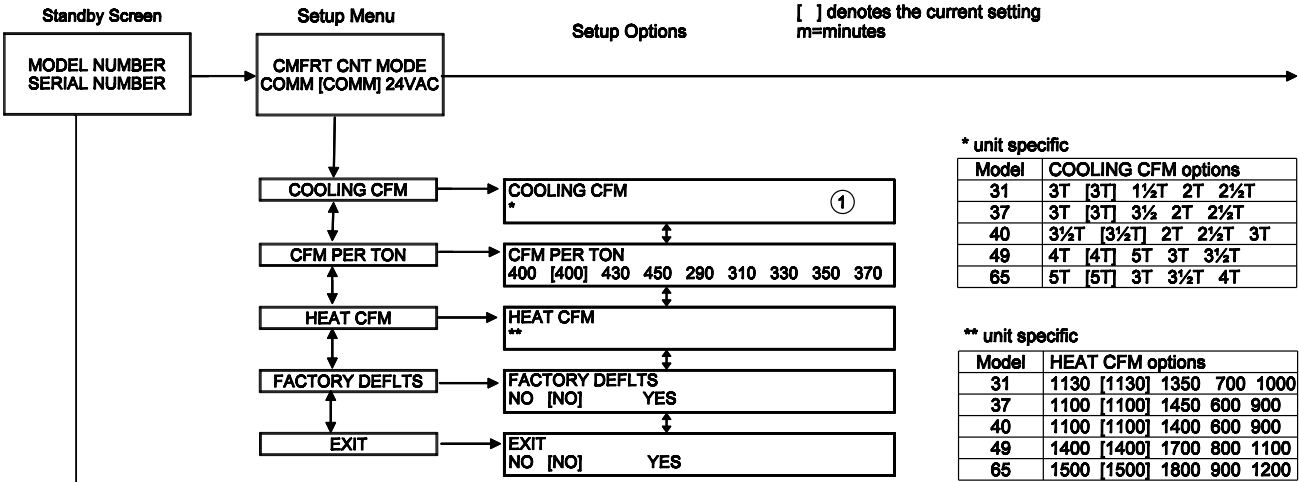 Standby Screen
Setup Menu
Setup Options
[ ] denotes the current setting
m=minutes
MODEL NUMBER
SERIAL NUMBER
CMFRT CNT MODE
COMM [COMM] 24VAC
COOLING CFM
COOLING CFM
*
1
CFM PER TON
CFM PER TON
400 [400] 430 450 290 310 330 350 370
HEAT CFM
HEAT CFM
**
FACTORY DEFLTS
FACTORY DEFLTS
NO [NO] YES
EXIT
EXIT
NO [NO] YES
* unit specific
Model COOLING CFM options
31 3T [3T] 1½T 2T 2½T
37 3T [3T] 3½ 2T 2½T
40 3½T [3½T] 2T 2½T 3T
49 4T [4T] 5T 3T 3½T
65 5T [5T] 3T 3½T 4T
** unit specific
Model HEAT CFM options
31 1130 [1130] 1350 700 1000
37 1100 [1100] 1450 600 900
40 1100 [1100] 1400 600 900
49 1400 [1400] 1700 800 1100
65 1500 [1500] 1800 900 1200